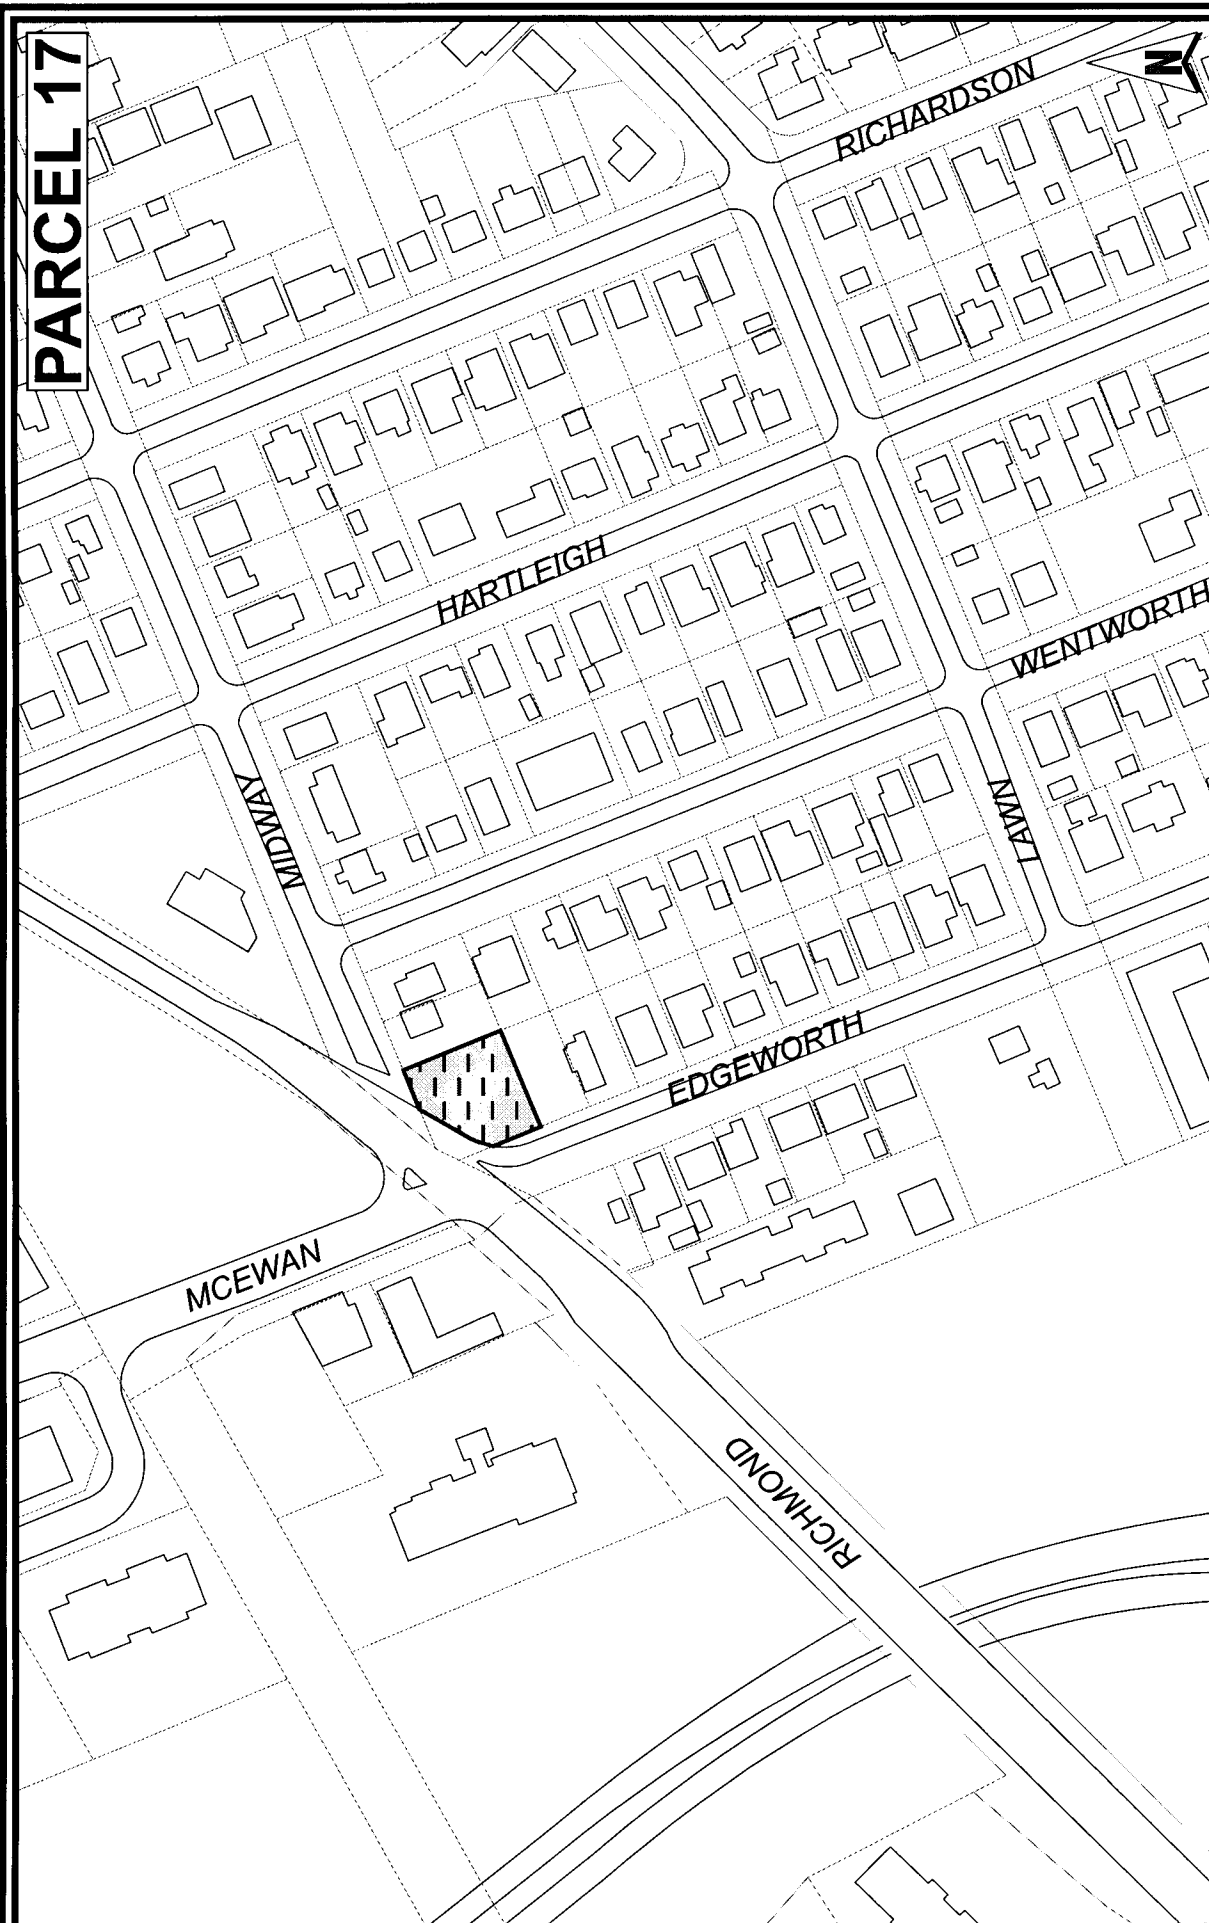 PARCEL 17
N
RICHARDSON
HARTLEIGH
WENTWORTH
MIDWAY
LAWN
EDGEWORTH
MCEWAN
RICHMOND